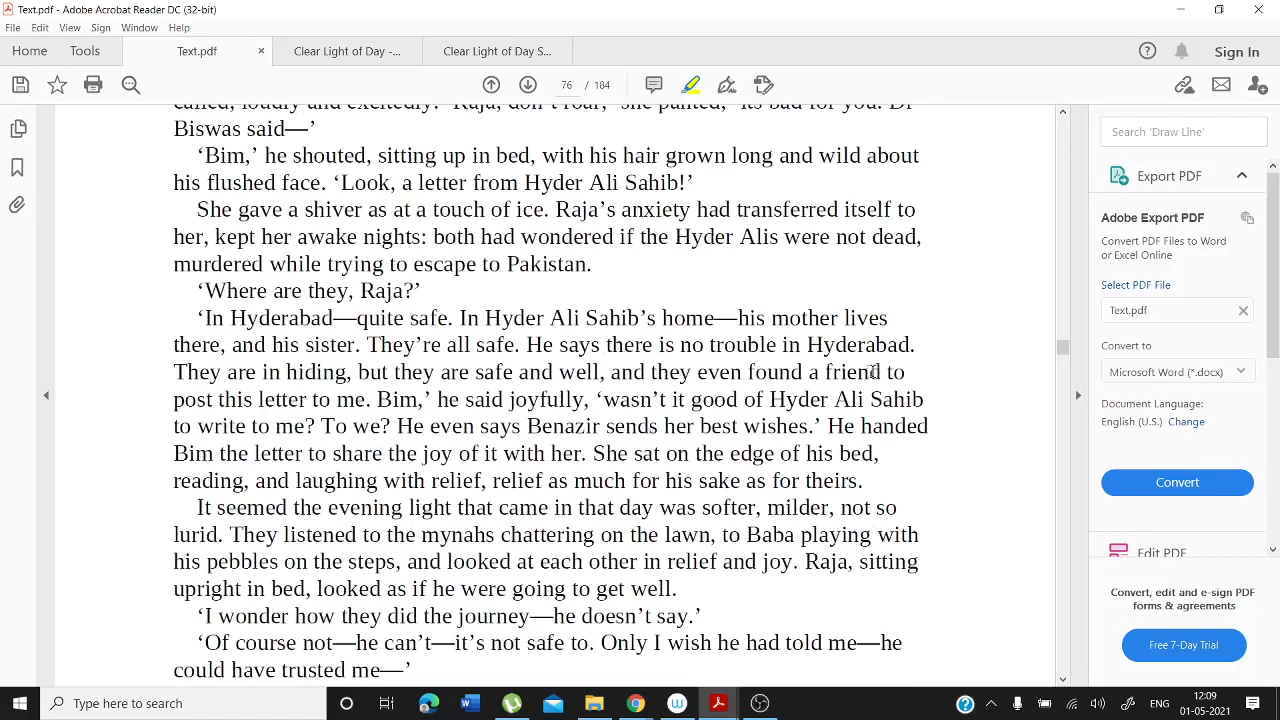 Text.pdf - Adobe Acrobat Reader DC (32-bit)
File Edit View Sign Window Help
Home Tools Text.pdf × Clear Light of Day -... Clear Light of Day S... Sign In
76 / 184
called, loudly and excitedly. ‘Raja, don’t roar,’ she panted, ‘it’s bad for you. Dr
Biswas said—’
‘Bim,’ he shouted, sitting up in bed, with his hair grown long and wild about
his flushed face. ‘Look, a letter from Hyder Ali Sahib!’
She gave a shiver as at a touch of ice. Raja’s anxiety had transferred itself to
her, kept her awake nights: both had wondered if the Hyder Alis were not dead,
murdered while trying to escape to Pakistan.
‘Where are they, Raja?’
‘In Hyderabad—quite safe. In Hyder Ali Sahib’s home—his mother lives
there, and his sister. They’re all safe. He says there is no trouble in Hyderabad.
They are in hiding, but they are safe and well, and they even found a friend to
post this letter to me. Bim,’ he said joyfully, ‘wasn’t it good of Hyder Ali Sahib
to write to me? To we? He even says Benazir sends her best wishes.’ He handed
Bim the letter to share the joy of it with her. She sat on the edge of his bed,
reading, and laughing with relief, relief as much for his sake as for theirs.
It seemed the evening light that came in that day was softer, milder, not so
lurid. They listened to the mynahs chattering on the lawn, to Baba playing with
his pebbles on the steps, and looked at each other in relief and joy. Raja, sitting
upright in bed, looked as if he were going to get well.
‘I wonder how they did the journey—he doesn’t say.’
‘Of course not—he can’t—it’s not safe to. Only I wish he had told me—he
could have trusted me—’
Search 'Draw Line'
Export PDF
Adobe Export PDF
Convert PDF Files to Word
or Excel Online
Select PDF File
Text.pdf
Convert to
Microsoft Word (*.docx)
Document Language:
English (U.S.) Change
Convert
Edit PDF
Convert, edit and e-sign PDF
forms & agreements
Free 7-Day Trial
Type here to search
ENG
12:09
01-05-2021